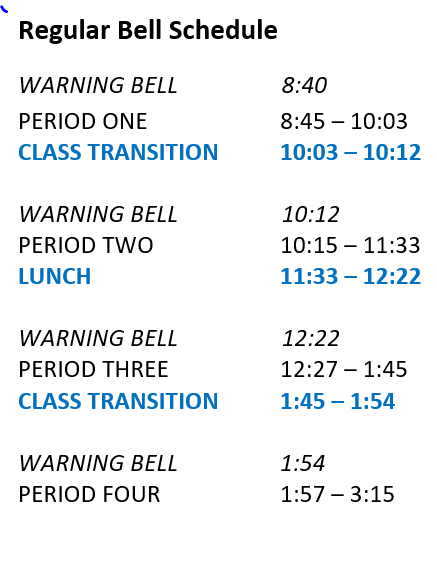 Regular Bell Schedule
WARNING BELL 8:40
PERIOD ONE 8:45 – 10:03
CLASS TRANSITION 10:03 – 10:12
WARNING BELL 10:12
PERIOD TWO 10:15 – 11:33
LUNCH 11:33 – 12:22
WARNING BELL 12:22
PERIOD THREE 12:27 – 1:45
CLASS TRANSITION 1:45 – 1:54
WARNING BELL 1:54
PERIOD FOUR 1:57 – 3:15